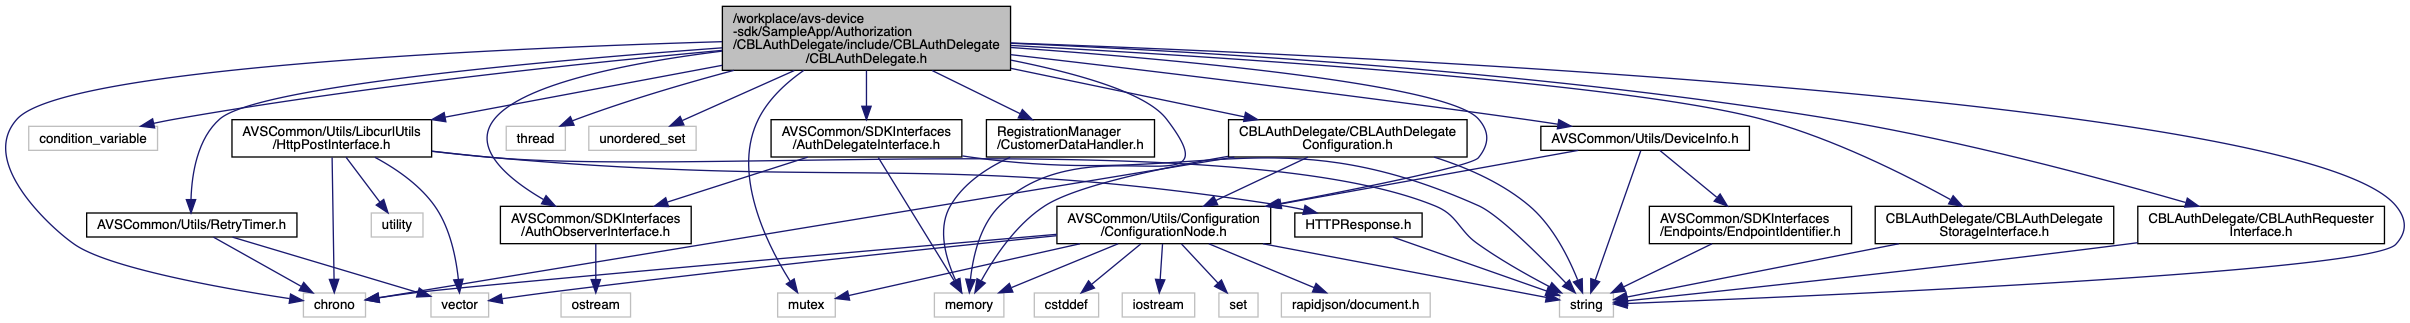 /workplace/avs-device
-sdk/SampleApp/Authorization
/CBLAuthDelegate/include/CBLAuthDelegate
/CBLAuthDelegate.h
condition_variable
AVSCommon/Utils/LibcurlUtils
/HttpPostInterface.h
thread
unordered_set
AVSCommon/SDKInterfaces
/AuthDelegateInterface.h
RegistrationManager
/CustomerDataHandler.h
CBLAuthDelegate/CBLAuthDelegate
Configuration.h
AVSCommon/Utils/DeviceInfo.h
AVSCommon/Utils/RetryTimer.h
utility
AVSCommon/SDKInterfaces
/AuthObserverInterface.h
AVSCommon/Utils/Configuration
/ConfigurationNode.h
HTTPResponse.h
AVSCommon/SDKInterfaces
/Endpoints/EndpointIdentifier.h
CBLAuthDelegate/CBLAuthDelegate
StorageInterface.h
CBLAuthDelegate/CBLAuthRequester
Interface.h
chrono
vector
ostream
mutex
memory
cstddef
iostream
set
rapidjson/document.h
string